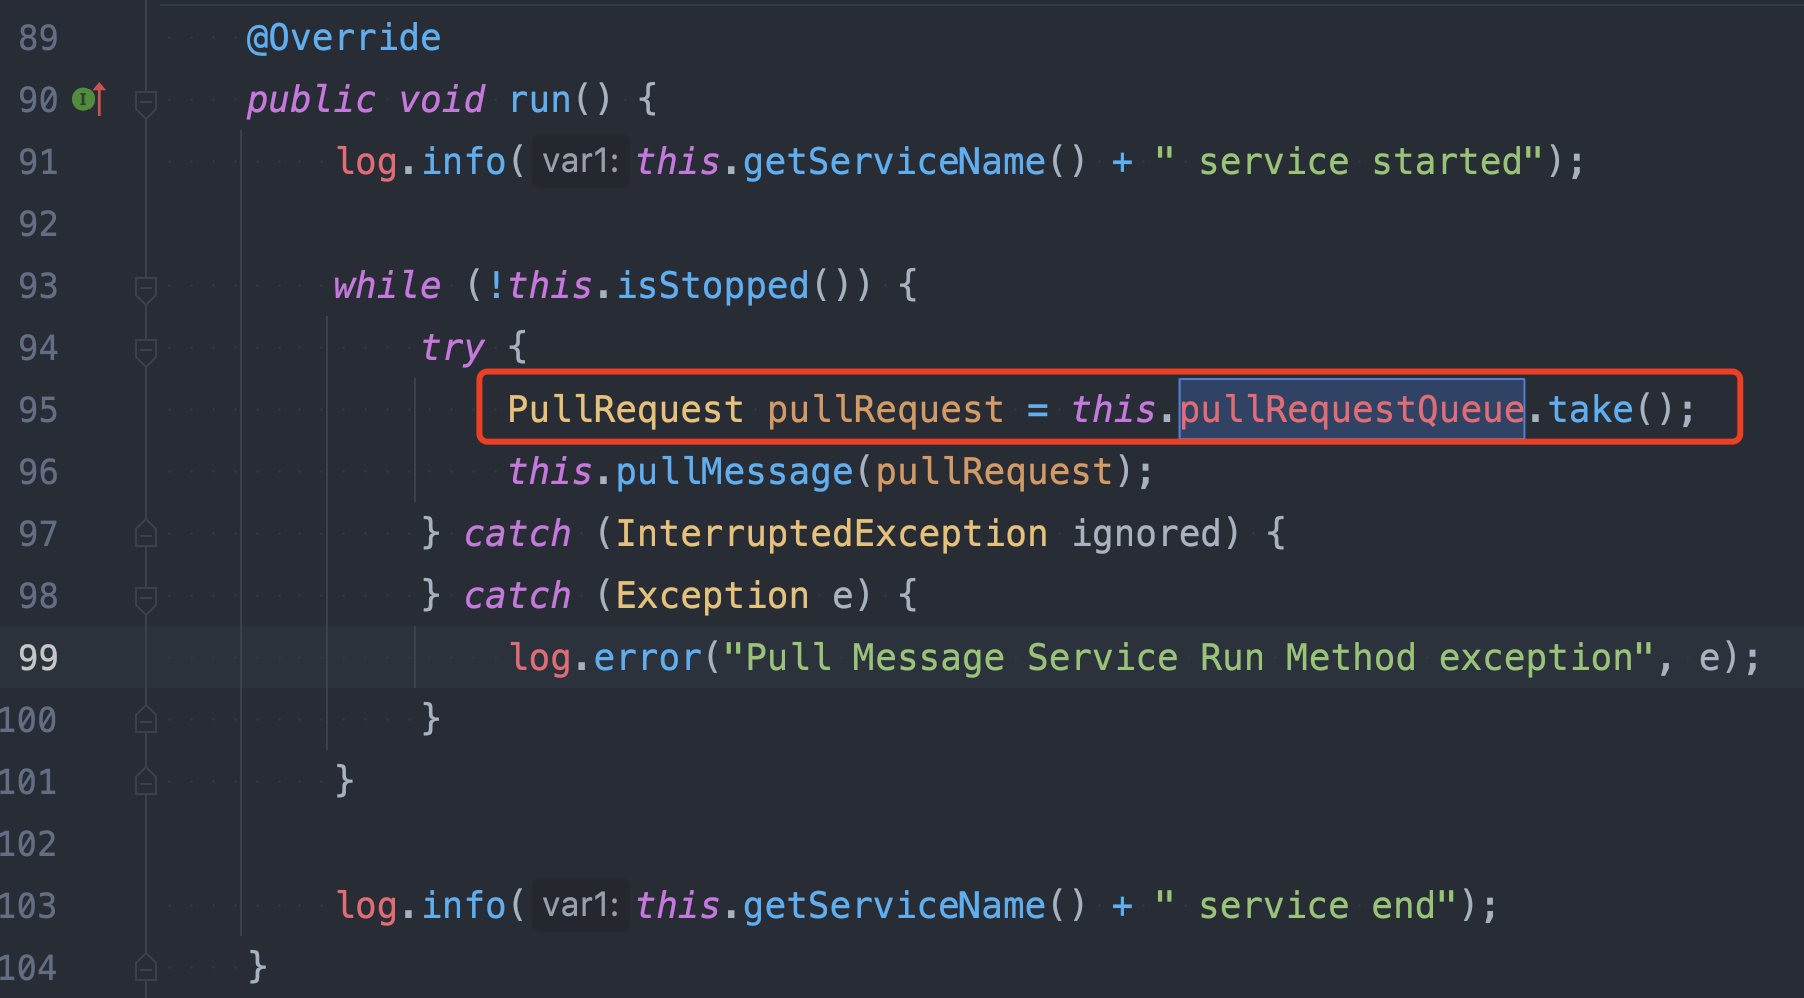 89 @Override
90 public void run() {
91 log.info( var1: this.getServiceName() + " service started");
92
93 while (!this.isStopped()) {
94 try {
95 PullRequest pullRequest = this.pullRequestQueue.take();
96 this.pullMessage(pullRequest);
97 } catch (InterruptedException ignored) {
98 } catch (Exception e) {
99 log.error("Pull Message Service Run Method exception", e);
100 }
101 }
102
103 log.info( var1: this.getServiceName() + " service end");
104 }